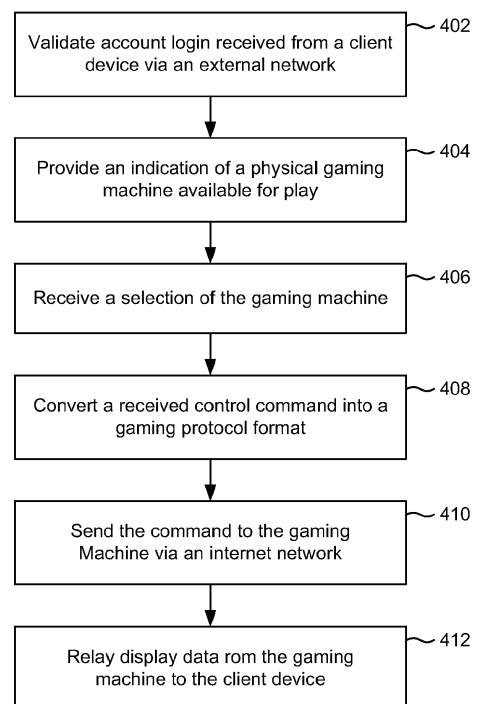 Validate account login received from a client
device via an external network
402
Provide an indication of a physical gaming
machine available for play
404
Receive a selection of the gaming machine
406
Convert a received control command into a
gaming protocol format
408
Send the command to the gaming
Machine via an internet network
410
Relay display data rom the gaming
machine to the client device
412